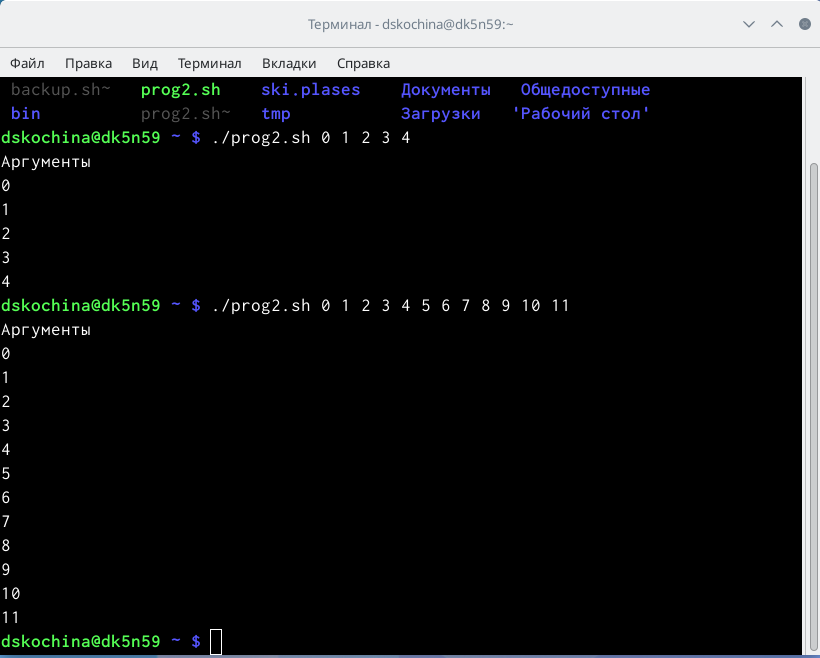 Терминал - dskochina@dk5n59:~
Файл Правка Вид Терминал Вкладки Справка
backup.sh~ prog2.sh ski.plases Документы Общедоступные
bin prog2.sh~ tmp Загрузки 'Рабочий стол'
dskochina@dk5n59 ~ $ ./prog2.sh 0 1 2 3 4
Аргументы
0
1
2
3
4
dskochina@dk5n59 ~ $ ./prog2.sh 0 1 2 3 4 5 6 7 8 9 10 11
Аргументы
0
1
2
3
4
5
6
7
8
9
10
11
dskochina@dk5n59 ~ $